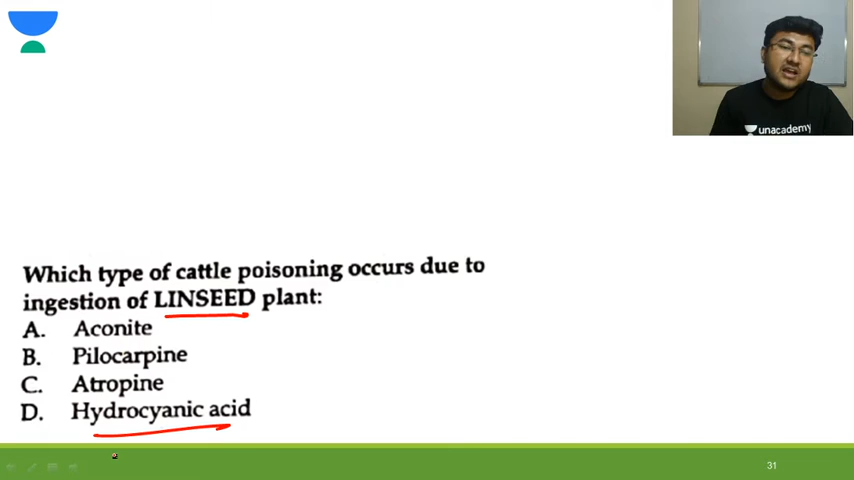 unacademy
Which type of cattle poisoning occurs due to
ingestion of LINSEED plant:
A. Aconite
B. Pilocarpine
C. Atropine
D. Hydrocyanic acid
31